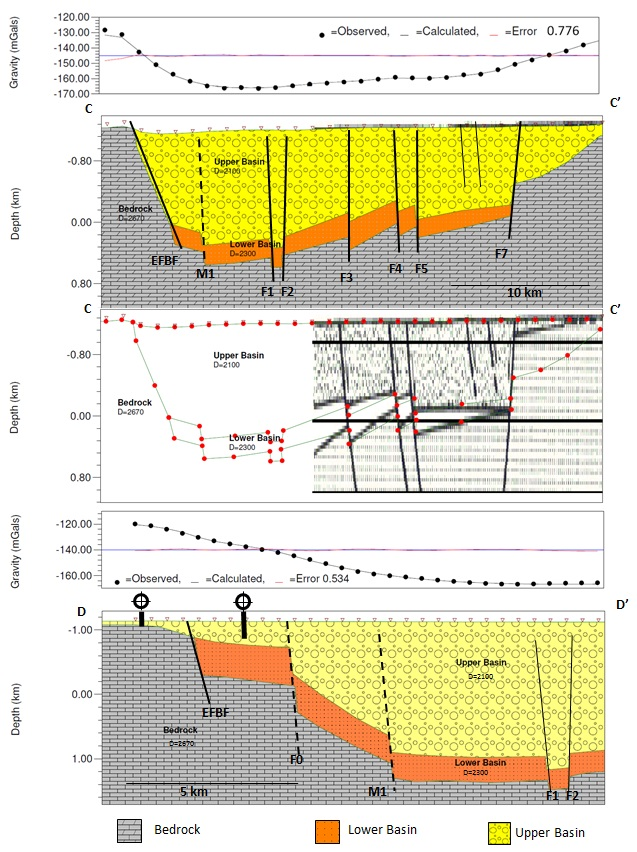 -120.00
-130.00
-140.00
-150.00
-160.00
-170.00
Gravity (mGals)
=Observed, =Calculated, =Error 0.776
C C'
-0.80
0.00
0.80
Depth (km)
Upper Basin
D=2100
Bedrock
D=2670
Lower Basin
D=2300
EFBF M1 F1 F2 F3 F4 F5 F7
10 km
C C'
-0.80
0.00
0.80
Depth (km)
Upper Basin
D=2100
Bedrock
D=2670
Lower Basin
D=2300
-120.00
-140.00
-160.00
Gravity (mGals)
=Observed, =Calculated, =Error 0.534
D D'
-1.00
0.00
1.00
Depth (km)
Upper Basin
D=2100
EFBF
Bedrock
D=2670
F0
Lower Basin
D=2300
5 km
M1 F1 F2
Bedrock Lower Basin Upper Basin